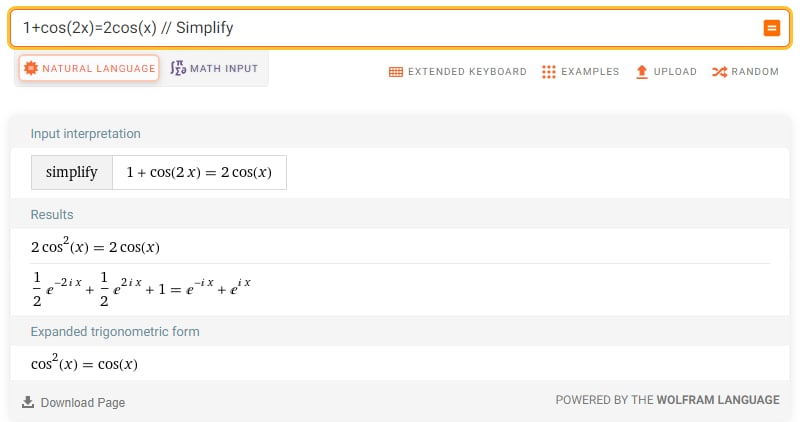 1+cos(2x)=2cos(x) // Simplify
NATURAL LANGUAGE
∫Σ∂π MATH INPUT
EXTENDED KEYBOARD
EXAMPLES
UPLOAD
RANDOM
Input interpretation
simplify 1 + cos(2 x) = 2 cos(x)
Results
2 cos²(x) = 2 cos(x)
1/2 e^(-2 i x) + 1/2 e^(2 i x) + 1 = e^(-i x) + e^(i x)
Expanded trigonometric form
cos²(x) = cos(x)
Download Page
POWERED BY THE WOLFRAM LANGUAGE